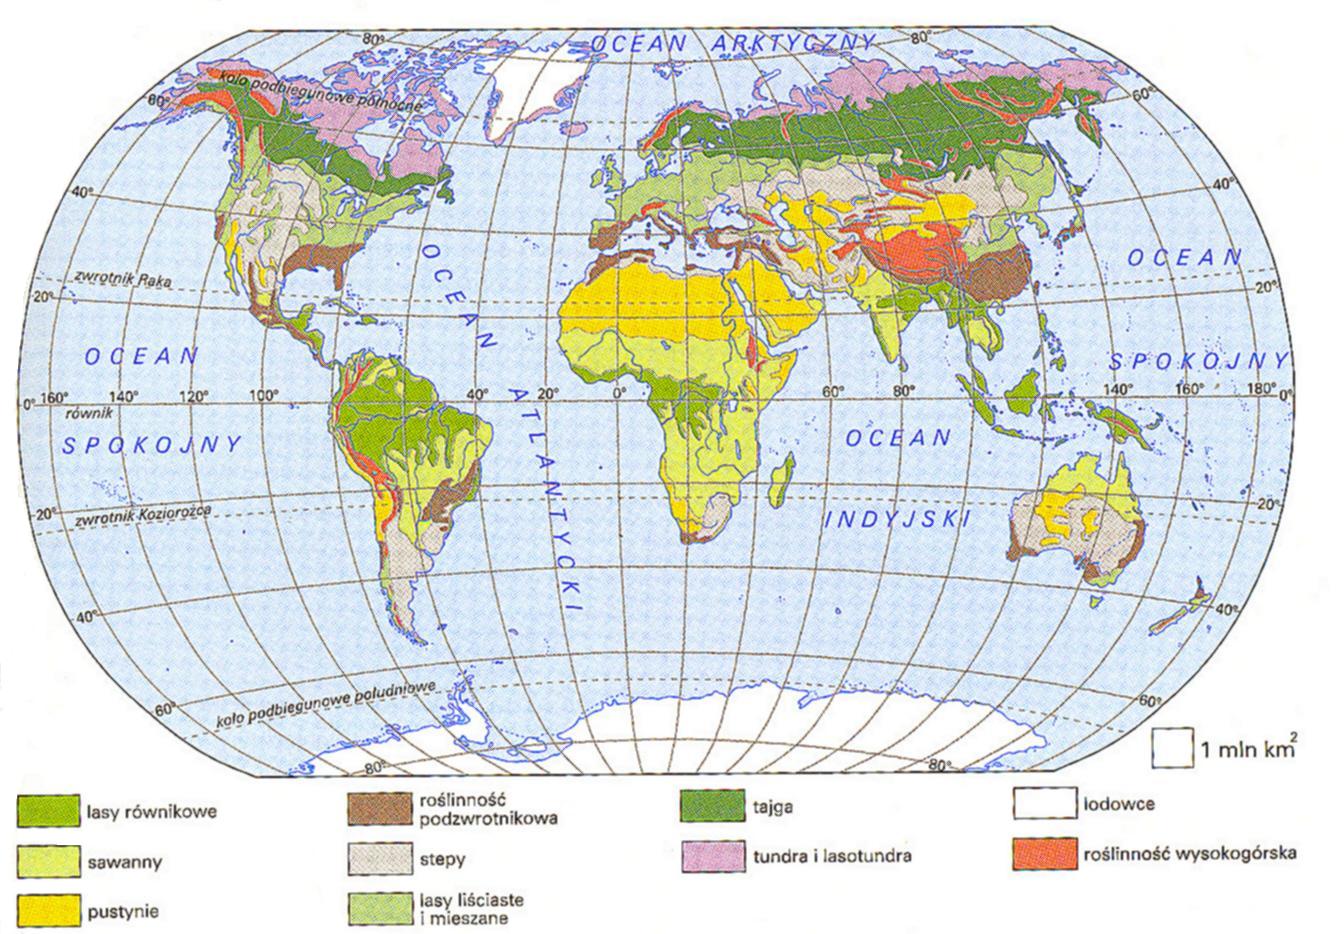 OCEAN ARKTYCZNY
80°
80°
koło podbiegunowe północne
60°
60°
40°
40°
OCEAN
ATLANTYCKI
OCEAN
SPOKOJNY
zwrotnik Raka
20°
20°
OCEAN
SPOKOJNY
0° 160° 140° 120° 100° 40° 20° 0° 60° 80° 140° 160° 180° 0°
równik
OCEAN
INDYJSKI
20°
zwrotnik Koziorożca
20°
40°
40°
koło podbiegunowe południowe
60°
60°
80°
80°
1 mln km²
lasy równikowe
sawanny
pustynie
roślinność
podzwrotnikowa
stepy
lasy liściaste
i mieszane
tajga
tundra i lasotundra
lodowce
roślinność wysokogórska